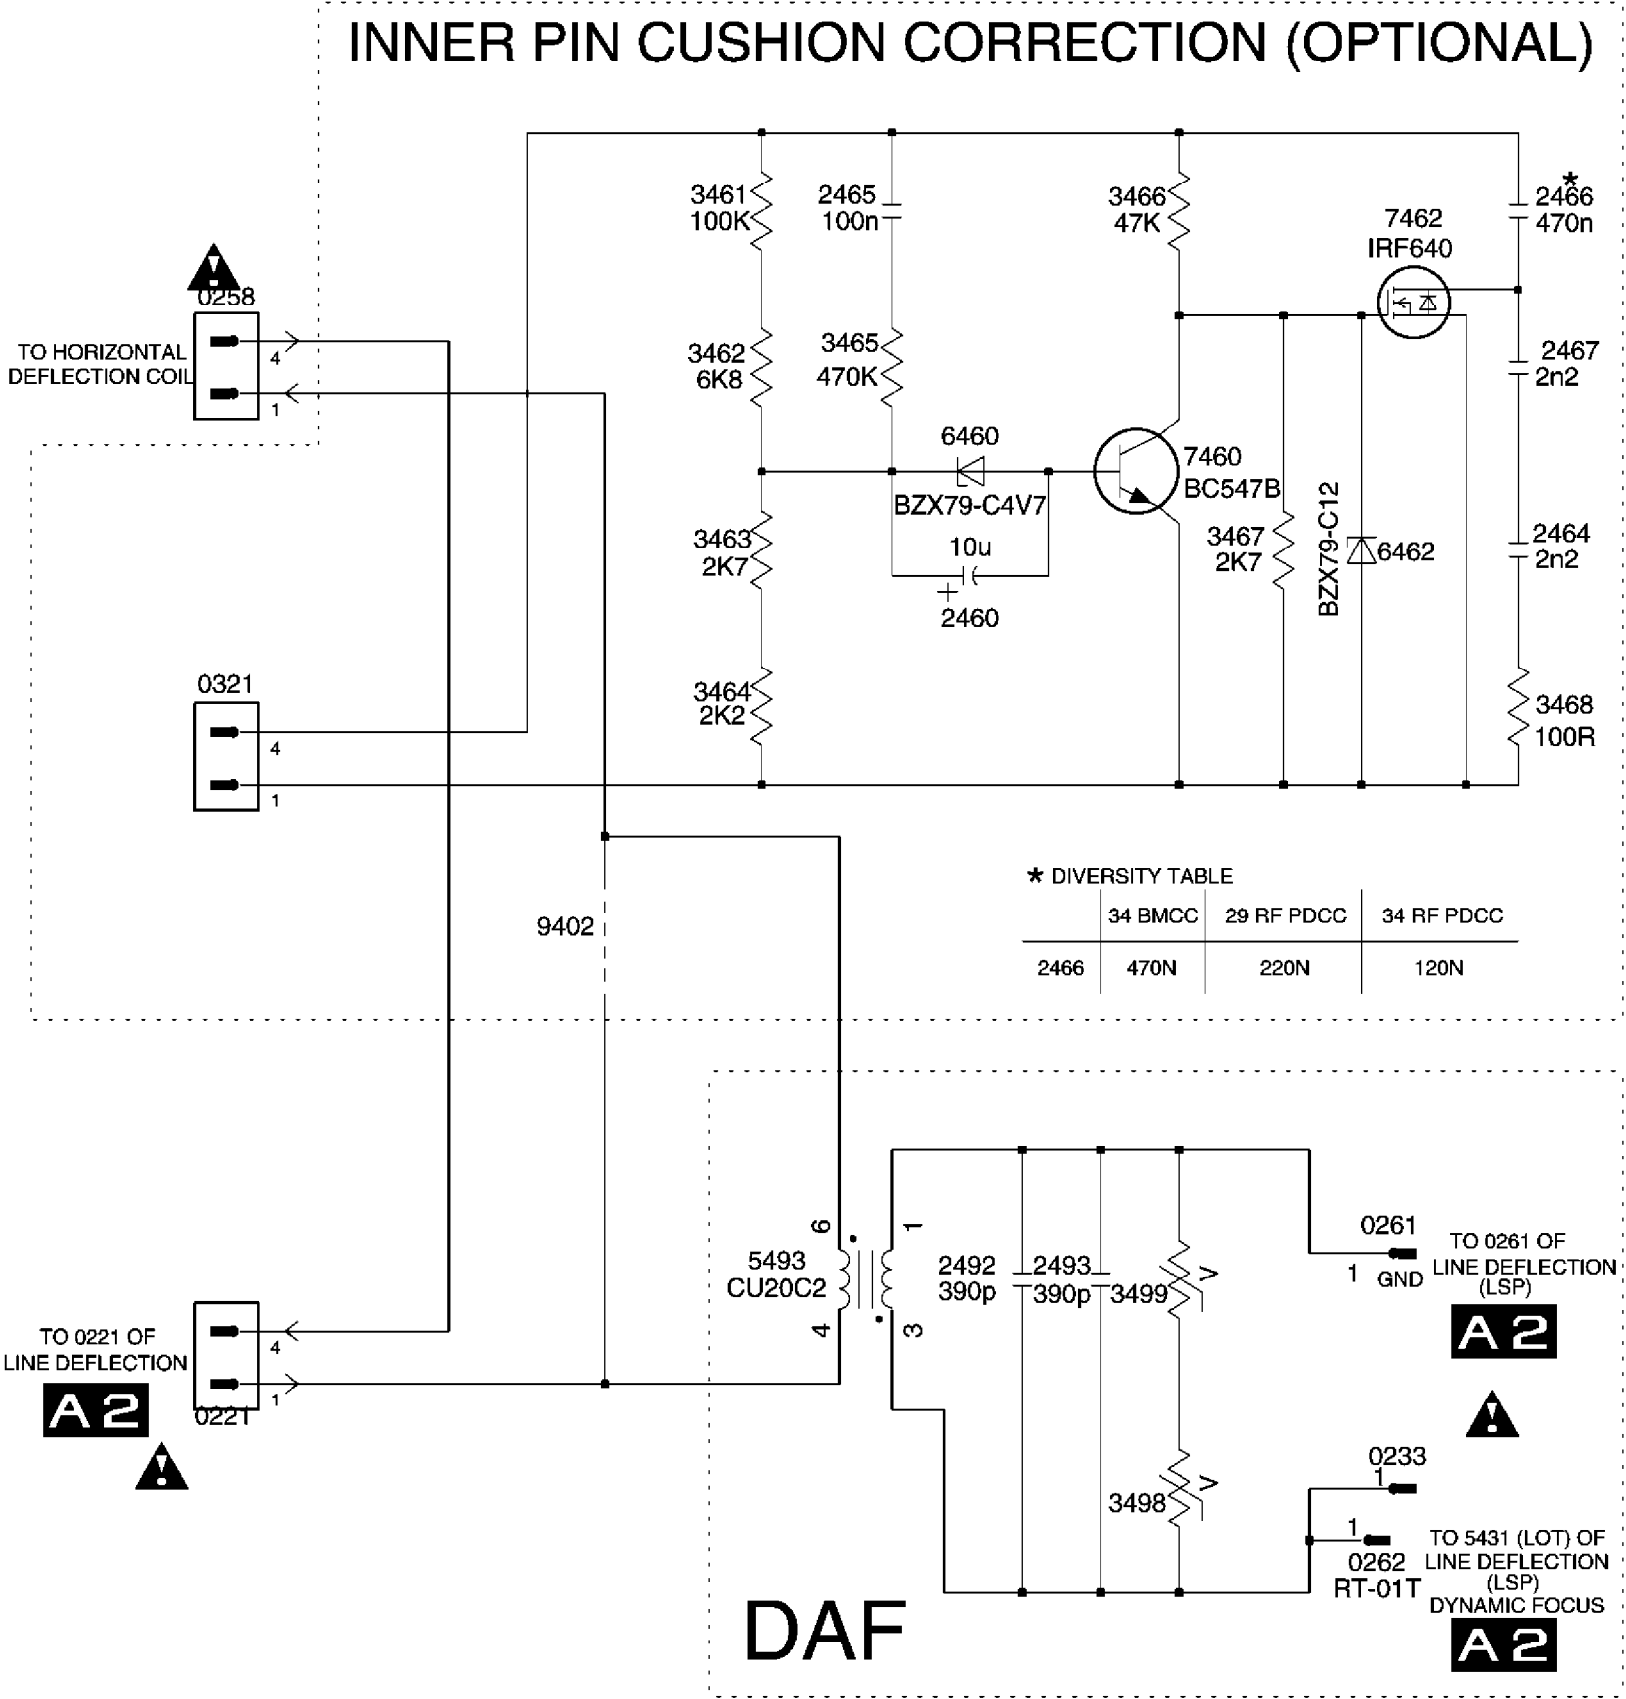 INNER PIN CUSHION CORRECTION (OPTIONAL)
3461
100K
2465
100n
3466
47K
7462
IRF640
*
2466
470n
0258
TO HORIZONTAL
DEFLECTION COIL
4
1
3462
6K8
3465
470K
2467
2n2
6460
BZX79-C4V7
7460
BC547B
10u
+
2460
3463
2K7
3467
2K7
BZX79-C12
6462
2464
2n2
0321
4
1
3464
2K2
3468
100R
9402
* DIVERSITY TABLE
34 BMCC 29 RF PDCC 34 RF PDCC
2466 470N 220N 120N
6
1
5493
CU20C2
4
3
2492
390p
2493
390p
3499
V
0261
1 GND
TO 0261 OF
LINE DEFLECTION
(LSP)
A2
TO 0221 OF
LINE DEFLECTION
A2
4
1
0221
3498
V
0233
1
1
0262
RT-01T
TO 5431 (LOT) OF
LINE DEFLECTION
(LSP)
DYNAMIC FOCUS
A2
DAF